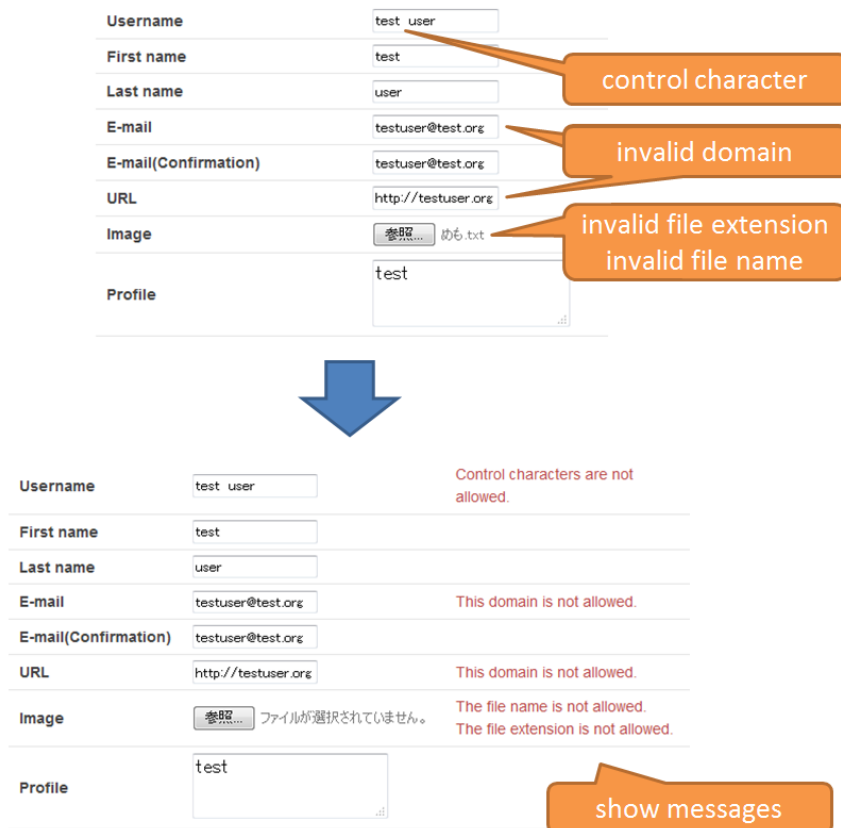 Username test user
control character
First name test
Last name user
E-mail testuser@test.org
invalid domain
E-mail(Confirmation) testuser@test.org
URL http://testuser.org
Image 参照... めも.txt
invalid file extension
invalid file name
Profile test
Username test user Control characters are not
allowed.
First name test
Last name user
E-mail testuser@test.org This domain is not allowed.
E-mail(Confirmation) testuser@test.org
URL http://testuser.org This domain is not allowed.
Image 参照... ファイルが選択されていません。 The file name is not allowed.
The file extension is not allowed.
Profile test
show messages